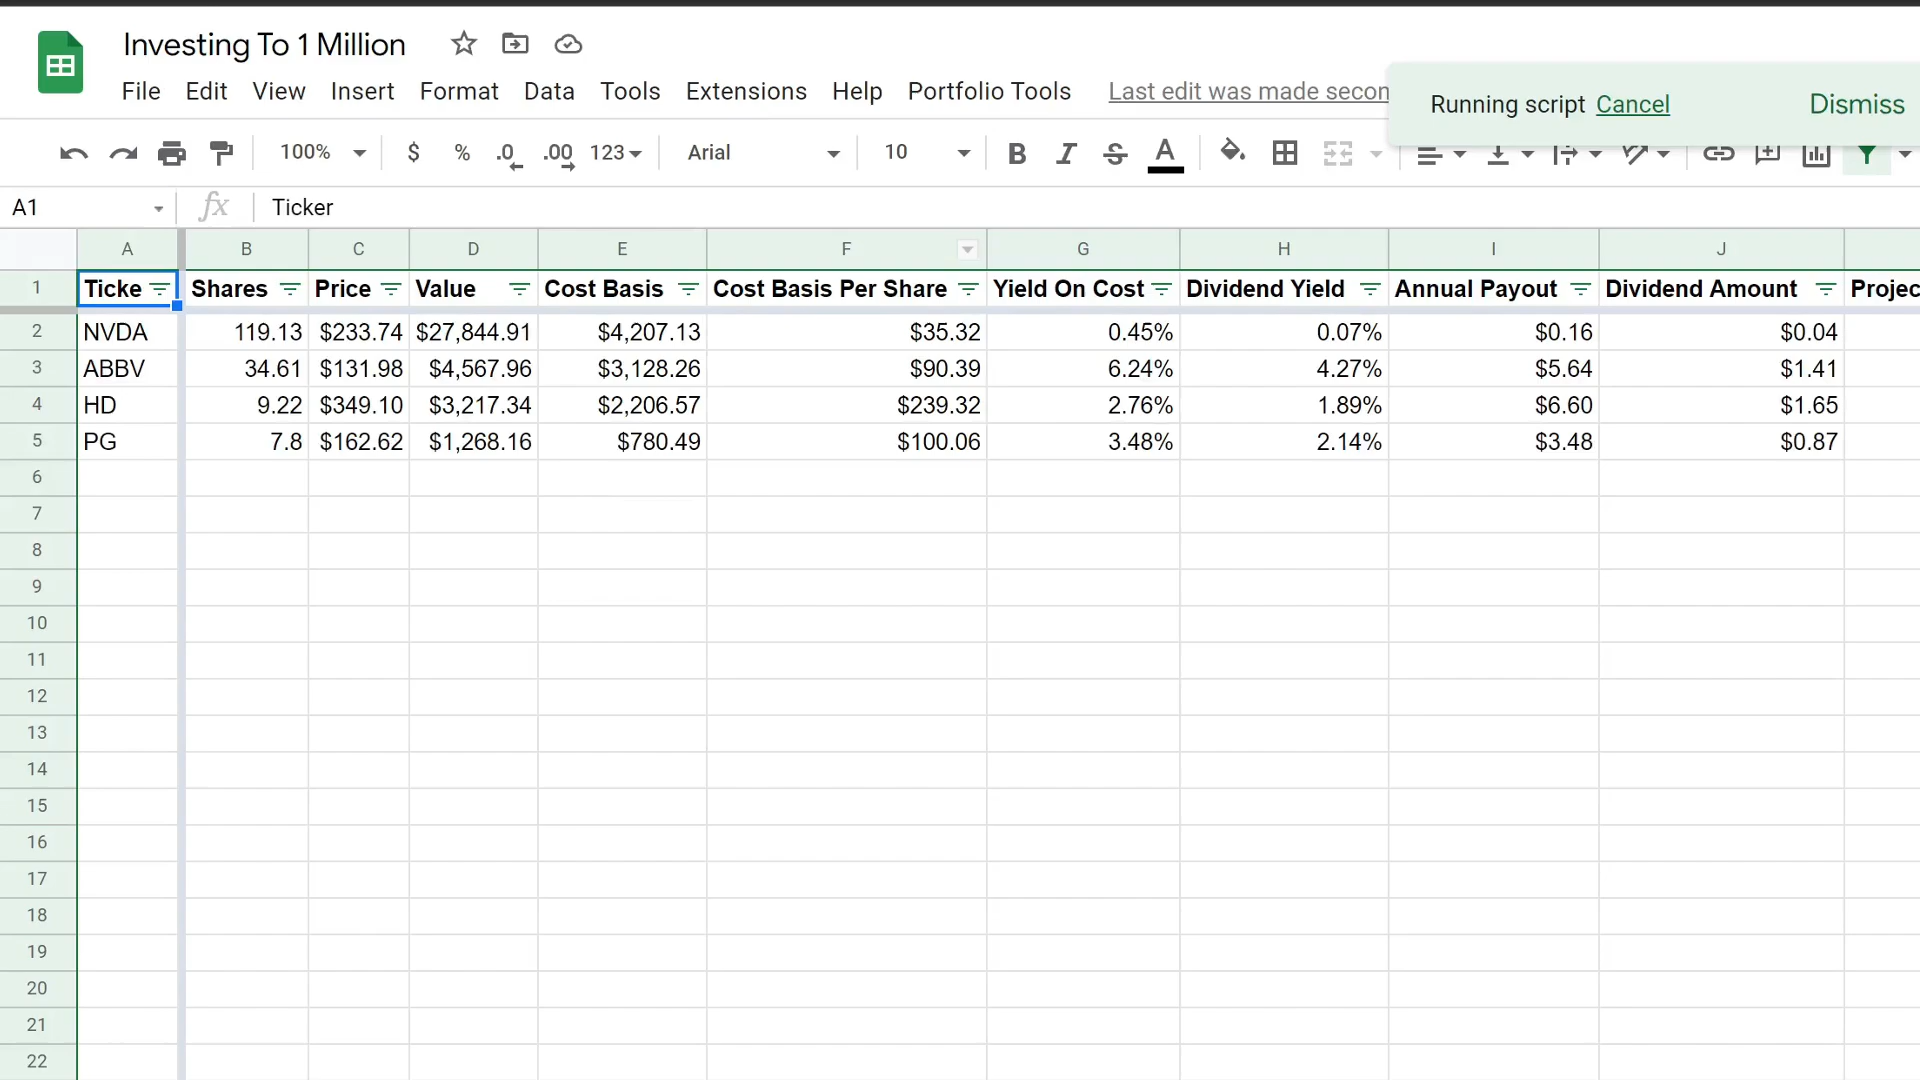 Investing To 1 Million
File Edit View Insert Format Data Tools Extensions Help Portfolio Tools Last edit was made secon
Running script Cancel Dismiss
100% $ % .0 .00 123 Arial 10 B I S A
A1 fx Ticker
A B C D E F G H I J
1 Ticke Shares Price Value Cost Basis Cost Basis Per Share Yield On Cost Dividend Yield Annual Payout Dividend Amount Projec
2 NVDA 119.13 $233.74 $27,844.91 $4,207.13 $35.32 0.45% 0.07% $0.16 $0.04
3 ABBV 34.61 $131.98 $4,567.96 $3,128.26 $90.39 6.24% 4.27% $5.64 $1.41
4 HD 9.22 $349.10 $3,217.34 $2,206.57 $239.32 2.76% 1.89% $6.60 $1.65
5 PG 7.8 $162.62 $1,268.16 $780.49 $100.06 3.48% 2.14% $3.48 $0.87
6
7
8
9
10
11
12
13
14
15
16
17
18
19
20
21
22